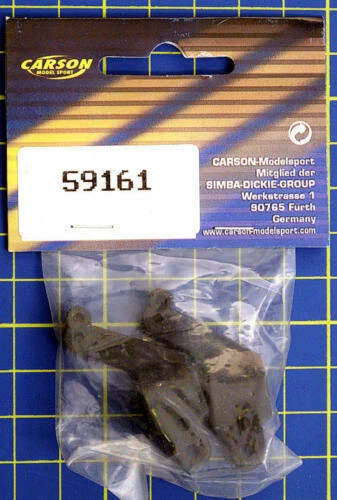 CARSON
MODEL SPORT
59161
CARSON-Modelsport
Mitglied der
SIMBA-DICKIE-GROUP
Werkstrasse 1
90765 Fürth
Germany
www.carson-modelsport.com